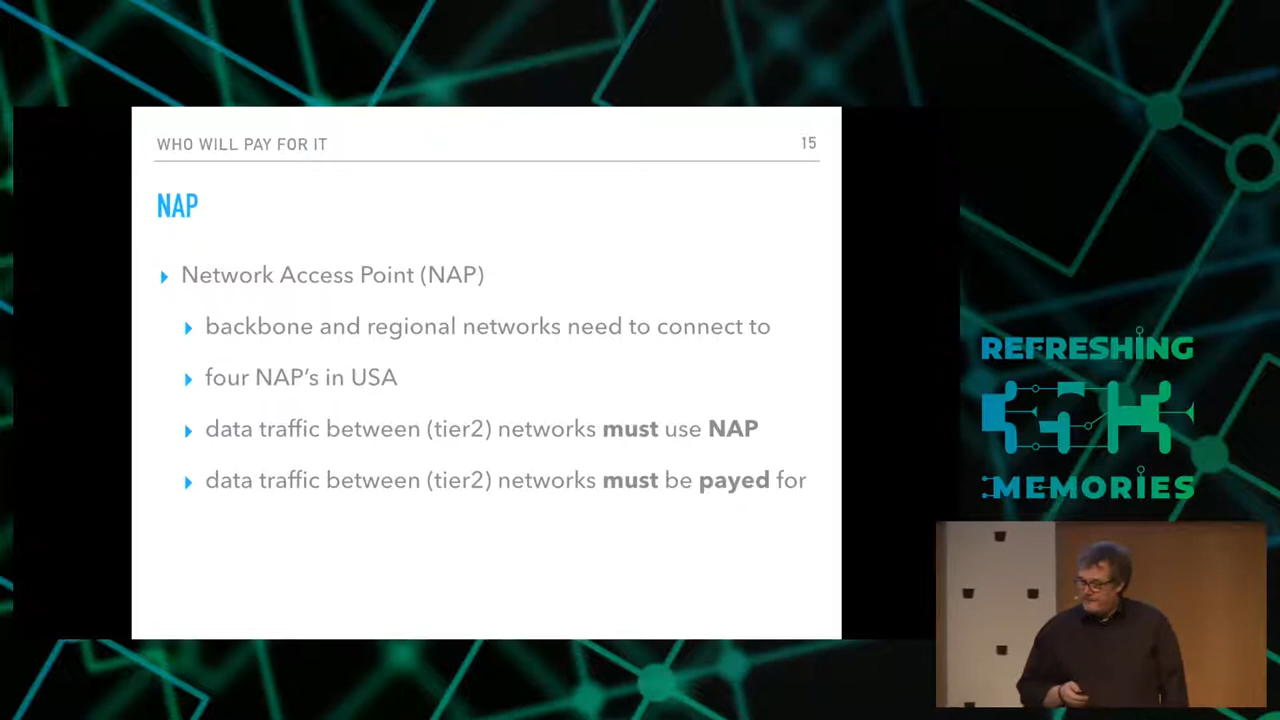 WHO WILL PAY FOR IT
15
NAP
Network Access Point (NAP)
backbone and regional networks need to connect to
four NAP's in USA
data traffic between (tier2) networks must use NAP
data traffic between (tier2) networks must be payed for
REFRESHING
MEMORIES